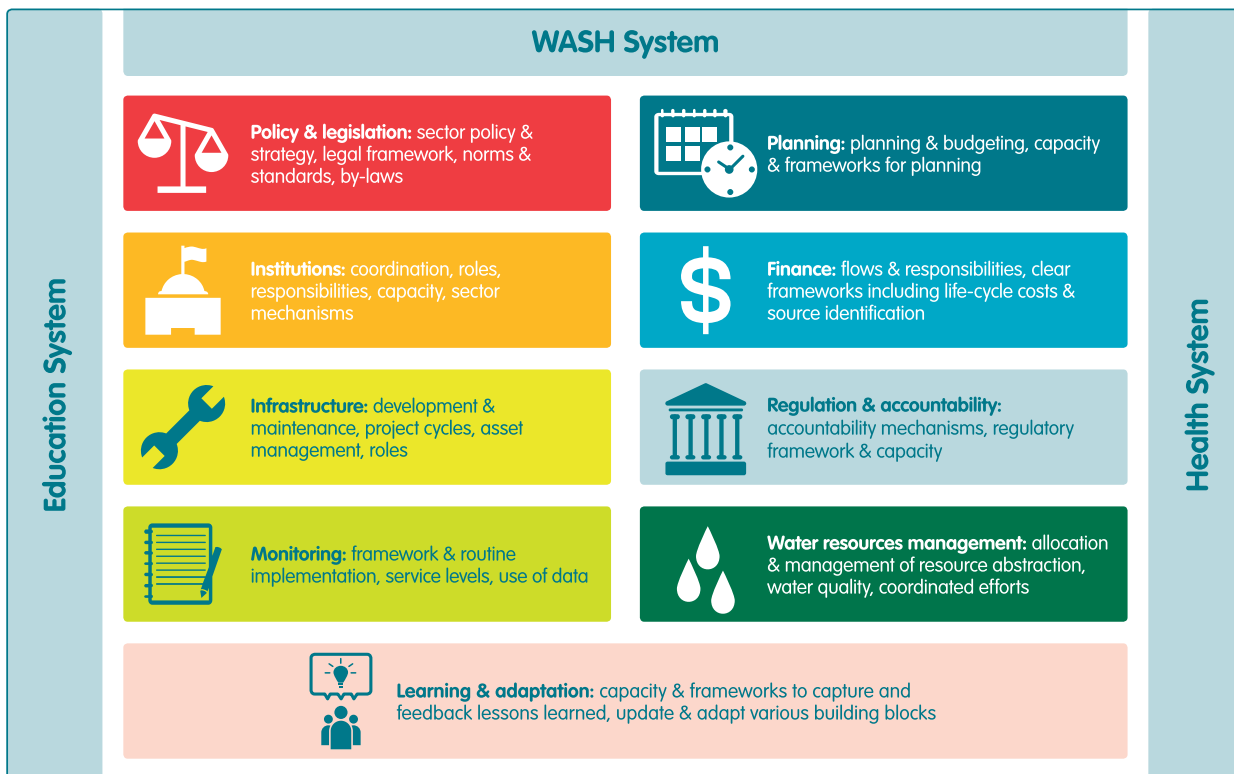 WASH System
Education System
Policy & legislation: sector policy &
strategy, legal framework, norms &
standards, by-laws
Planning: planning & budgeting, capacity
& frameworks for planning
Institutions: coordination, roles,
responsibilities, capacity, sector
mechanisms
Finance: flows & responsibilities, clear
frameworks including life-cycle costs &
source identification
Infrastructure: development &
maintenance, project cycles, asset
management, roles
Regulation & accountability:
accountability mechanisms, regulatory
framework & capacity
Monitoring: framework & routine
implementation, service levels, use of data
Water resources management: allocation
& management of resource abstraction,
water quality, coordinated efforts
Learning & adaptation: capacity & frameworks to capture and
feedback lessons learned, update & adapt various building blocks
Health System